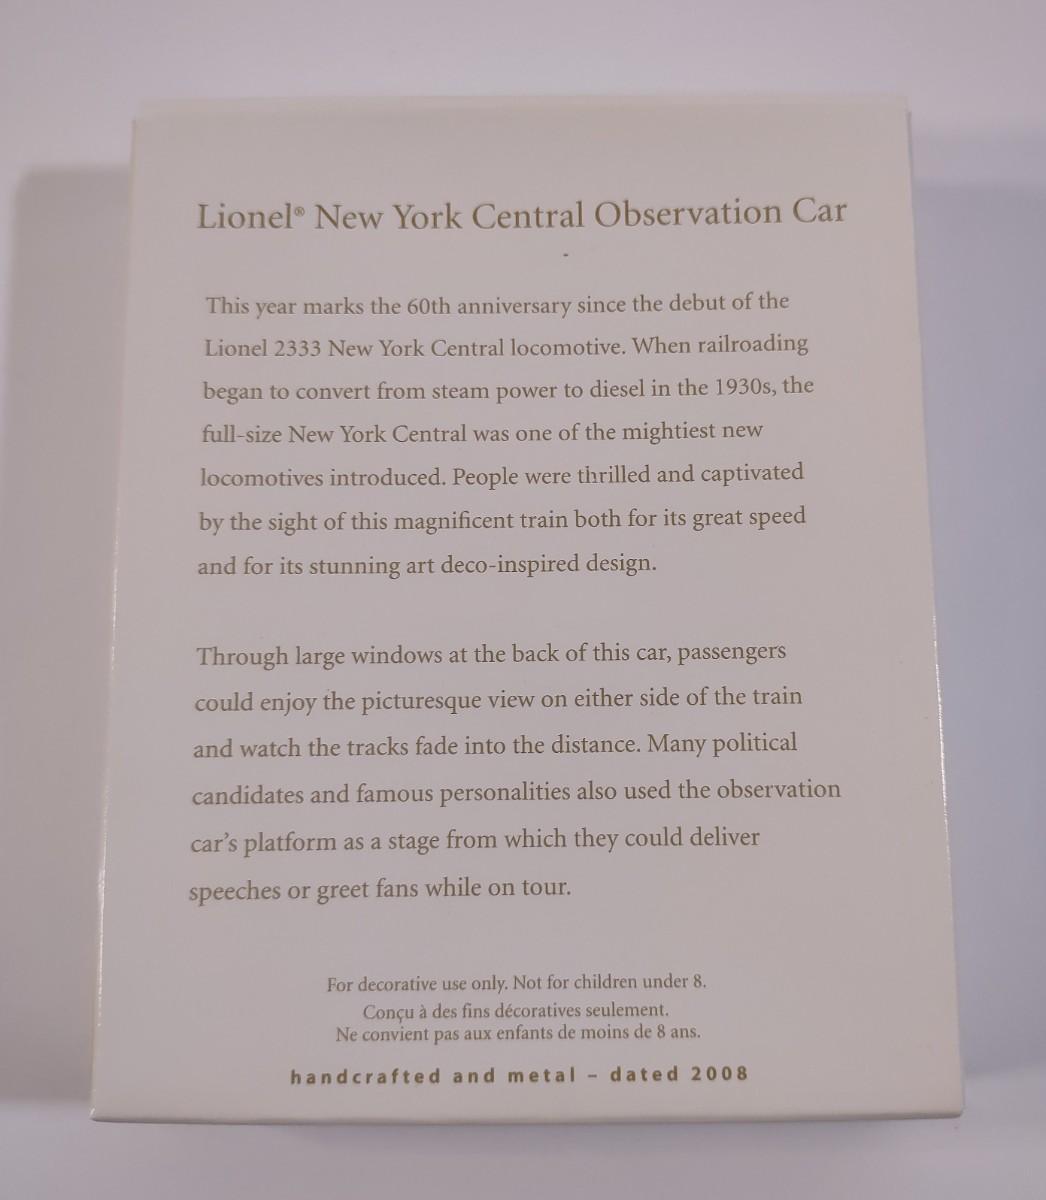 Lionel® New York Central Observation Car
This year marks the 60th anniversary since the debut of the
Lionel 2333 New York Central locomotive. When railroading
began to convert from steam power to diesel in the 1930s, the
full-size New York Central was one of the mightiest new
locomotives introduced. People were thrilled and captivated
by the sight of this magnificent train both for its great speed
and for its stunning art deco-inspired design.
Through large windows at the back of this car, passengers
could enjoy the picturesque view on either side of the train
and watch the tracks fade into the distance. Many political
candidates and famous personalities also used the observation
car’s platform as a stage from which they could deliver
speeches or greet fans while on tour.
For decorative use only. Not for children under 8.
Conçu à des fins décoratives seulement.
Ne convient pas aux enfants de moins de 8 ans.
handcrafted and metal – dated 2008